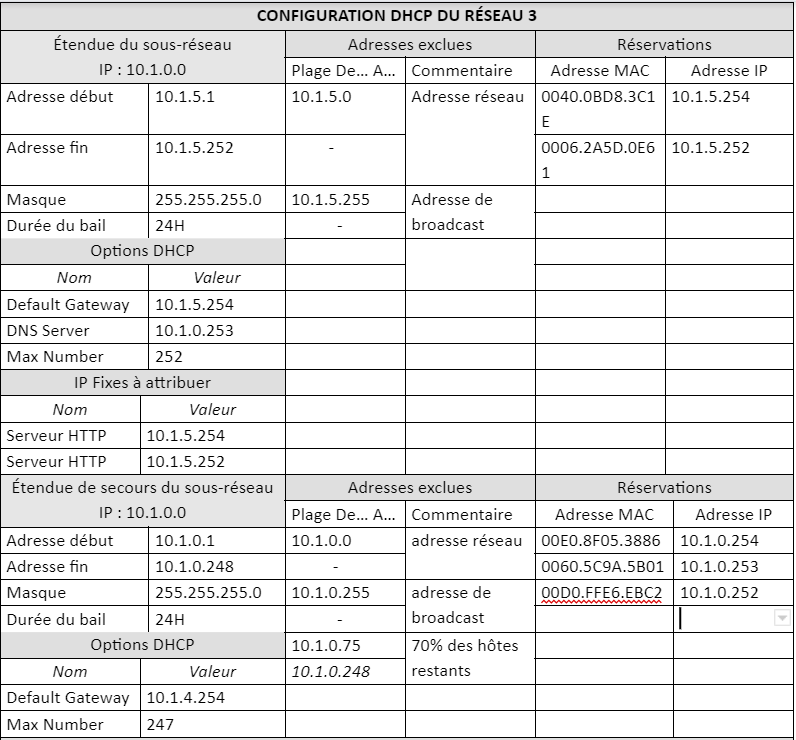 CONFIGURATION DHCP DU RÉSEAU 3
Étendue du sous-réseau Adresses exclues Réservations
IP : 10.1.0.0 Plage De... A... Commentaire Adresse MAC Adresse IP
Adresse début 10.1.5.1 10.1.5.0 Adresse réseau 0040.0BD8.3C1 10.1.5.254
E
Adresse fin 10.1.5.252 - 0006.2A5D.0E6 10.1.5.252
1
Masque 255.255.255.0 10.1.5.255 Adresse de
Durée du bail 24H - broadcast
Options DHCP
Nom Valeur
Default Gateway 10.1.5.254
DNS Server 10.1.0.253
Max Number 252
IP Fixes à attribuer
Nom Valeur
Serveur HTTP 10.1.5.254
Serveur HTTP 10.1.5.252
Étendue de secours du sous-réseau Adresses exclues Réservations
IP : 10.1.0.0 Plage De... A... Commentaire Adresse MAC Adresse IP
Adresse début 10.1.0.1 10.1.0.0 adresse réseau 00E0.8F05.3886 10.1.0.254
Adresse fin 10.1.0.248 - 0060.5C9A.5B01 10.1.0.253
Masque 255.255.255.0 10.1.0.255 adresse de 00D0.FFE6.EBC2 10.1.0.252
Durée du bail 24H - broadcast
Options DHCP 10.1.0.75 70% des hôtes
Nom Valeur 10.1.0.248 restants
Default Gateway 10.1.4.254
Max Number 247